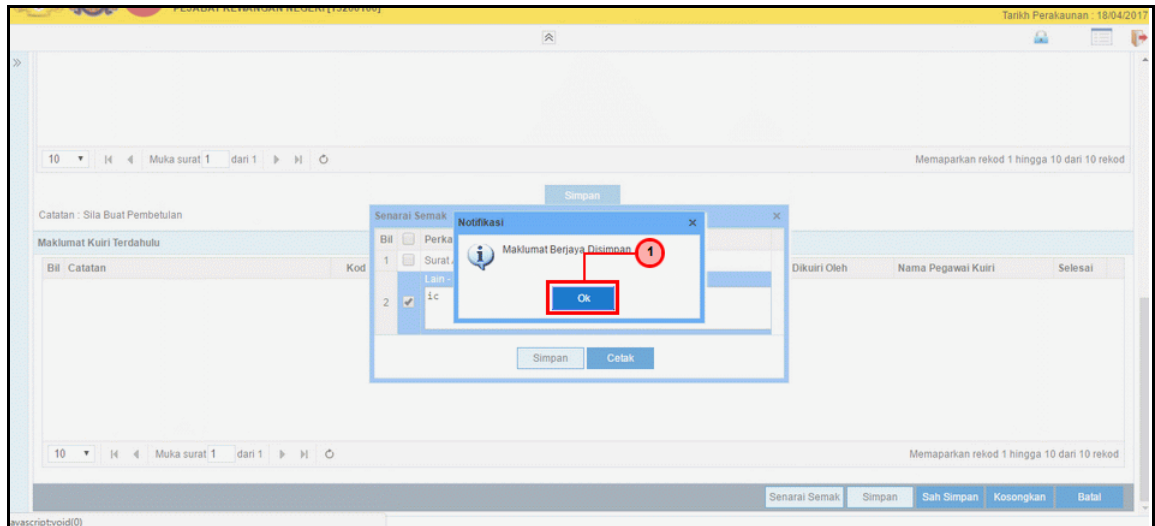 PEJABAT KEWANGAN NEGERI [13200100]
Tarikh Perakaunan : 18/04/2017
10 Muka surat 1 dari 1 Memaparkan rekod 1 hingga 10 dari 10 rekod
Simpan
Catatan : Sila Buat Pembetulan
Senarai Semak
Notifikasi
Maklumat Kuiri Terdahulu
Bil Perka
Maklumat Berjaya Disimpan
1
1 Surat
Bil Catatan Kod Dikuiri Oleh Nama Pegawai Kuiri Selesai
Lain -
2 ic
Ok
Simpan Cetak
10 Muka surat 1 dari 1 Memaparkan rekod 1 hingga 10 dari 10 rekod
Senarai Semak Simpan Sah Simpan Kosongkan Batal
avascript:void(0)